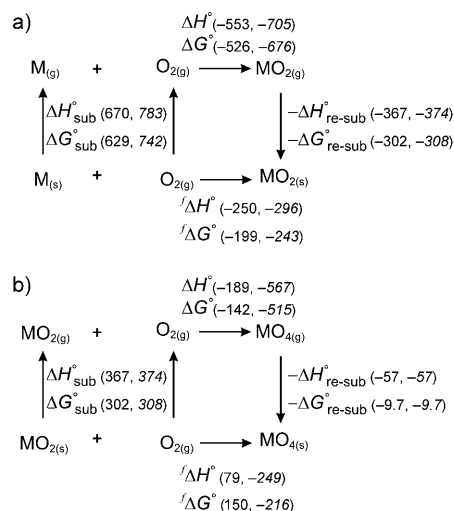 a)
ΔH° (–553, –705)
ΔG° (–526, –676)
M(g) + O2(g) MO2(g)
ΔH°sub (670, 783)
ΔG°sub (629, 742)
–ΔH°re-sub (–367, –374)
–ΔG°re-sub (–302, –308)
M(s) + O2(g) MO2(s)
fΔH° (–250, –296)
fΔG° (–199, –243)
b)
ΔH° (–189, –567)
ΔG° (–142, –515)
MO2(g) + O2(g) MO4(g)
ΔH°sub (367, 374)
ΔG°sub (302, 308)
–ΔH°re-sub (–57, –57)
–ΔG°re-sub (–9.7, –9.7)
MO2(s) + O2(g) MO4(s)
fΔH° (79, –249)
fΔG° (150, –216)